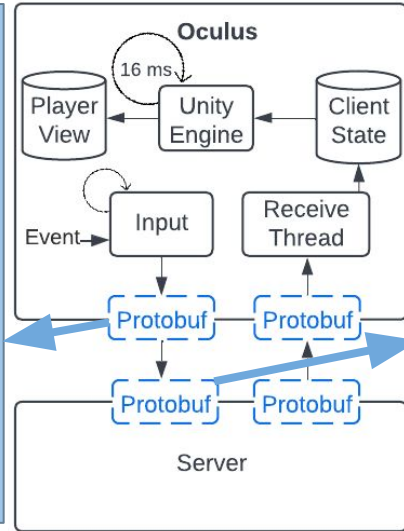 Oculus
16 ms
Player
View
Unity
Engine
Client
State
Event
Input
Receive
Thread
Protobuf
Protobuf
Protobuf
Protobuf
Server